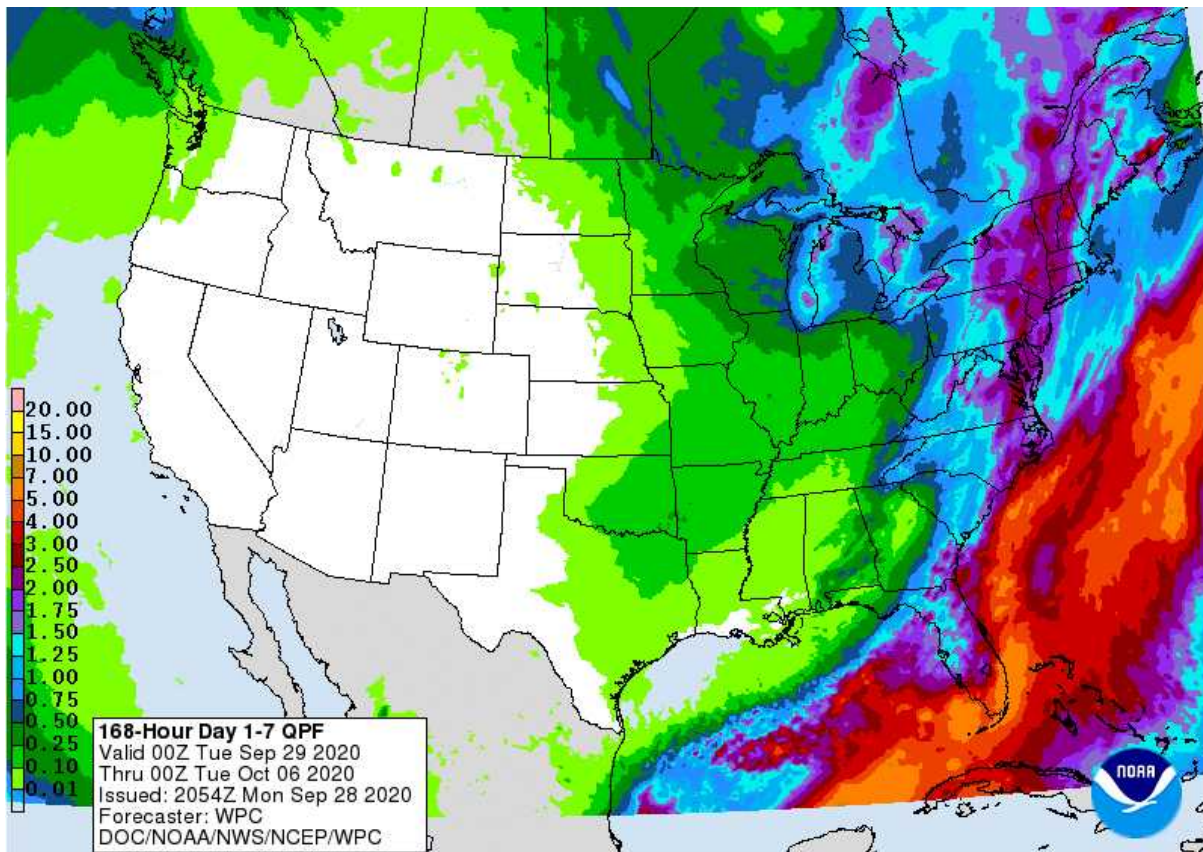 20.00
15.00
10.00
7.00
5.00
4.00
3.00
2.50
2.00
1.75
1.50
1.25
1.00
0.75
0.50
0.25
0.10
0.01
168-Hour Day 1-7 QPF
Valid 00Z Tue Sep 29 2020
Thru 00Z Tue Oct 06 2020
Issued: 2054Z Mon Sep 28 2020
Forecaster: WPC
DOC/NOAA/NWS/NCEP/WPC
NOAA